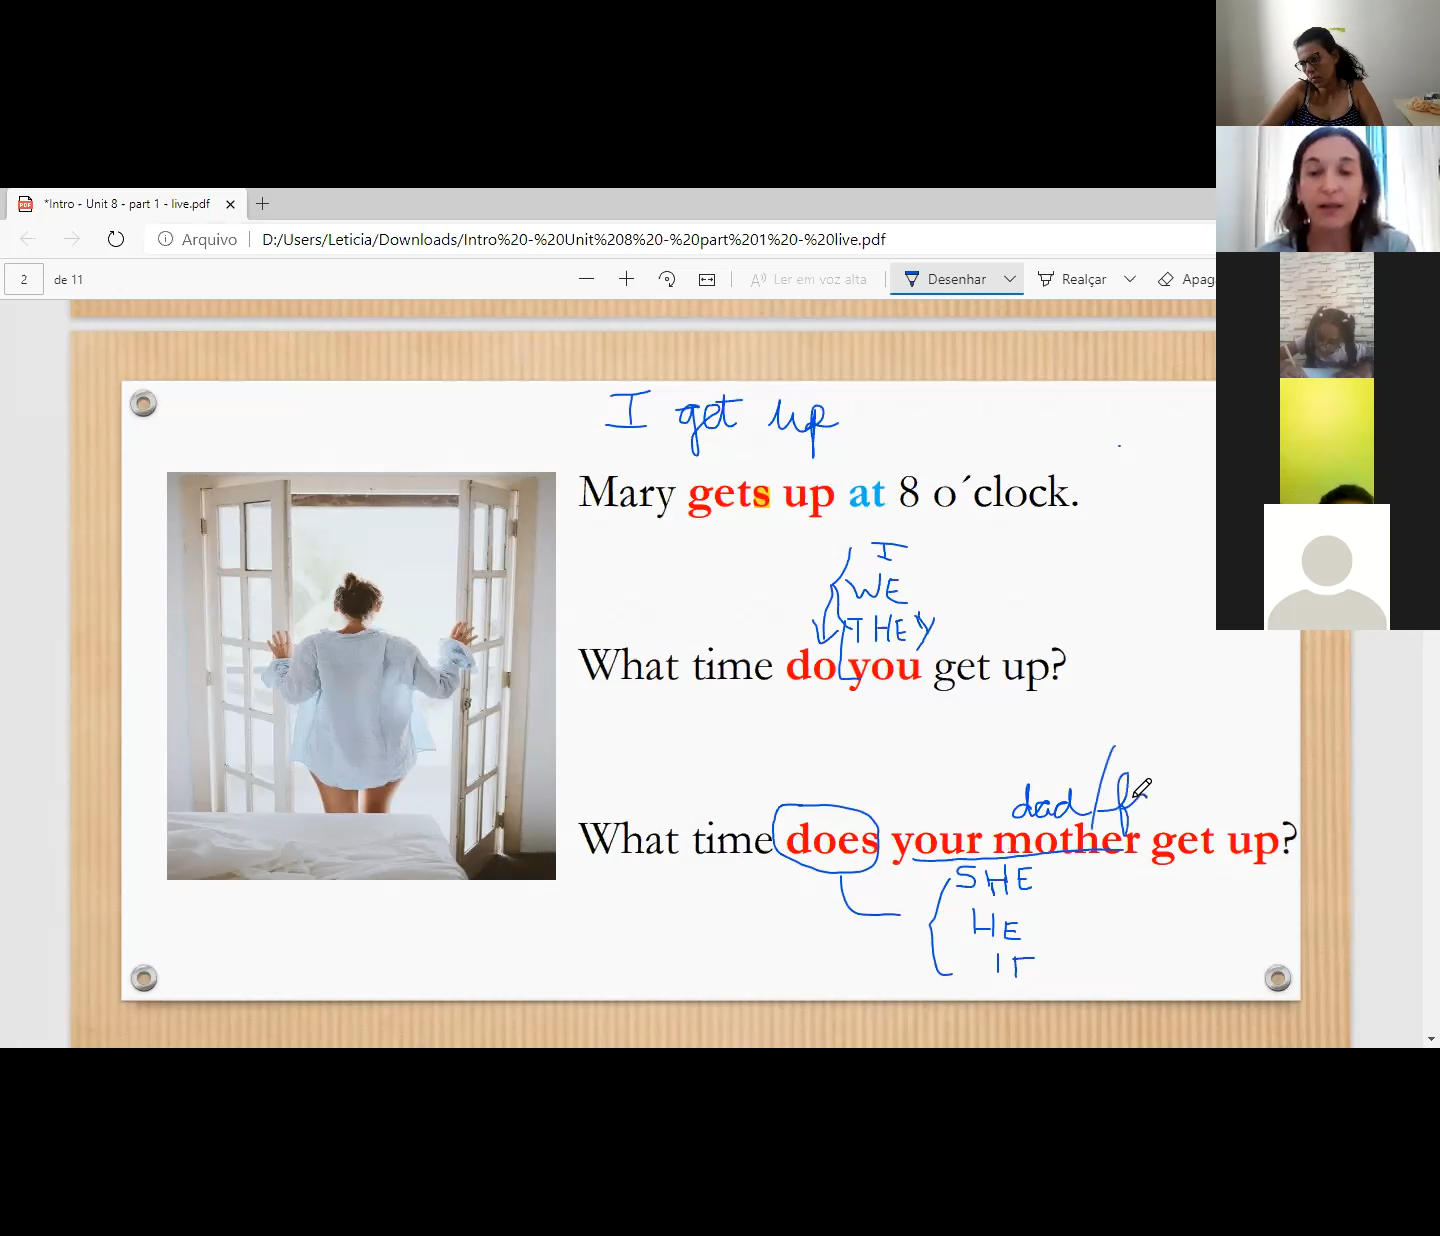 *Intro - Unit 8 - part 1 - live.pdf
Arquivo D:/Users/Leticia/Downloads/Intro%20-%20Unit%208%20-%20part%201%20-%20live.pdf
2 de 11 Ler em voz alta Desenhar Realçar Apag
I get up
Mary gets up at 8 o´clock.
I
WE
THEY
What time do you get up?
dad / f
What time does your mother get up?
SHE
HE
IT